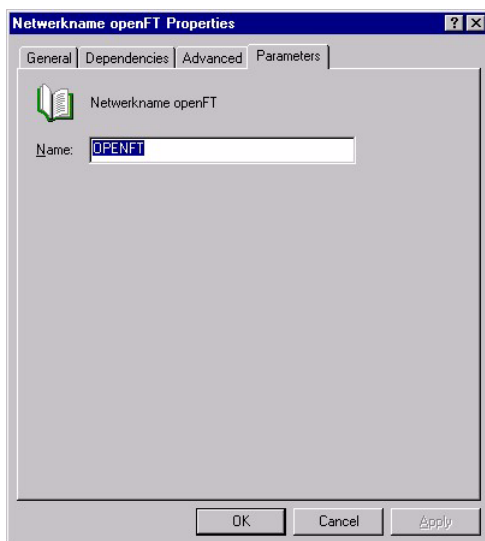 Netwerkname openFT Properties
General Dependencies Advanced Parameters
Netwerkname openFT
Name: OPENFT
OK Cancel Apply